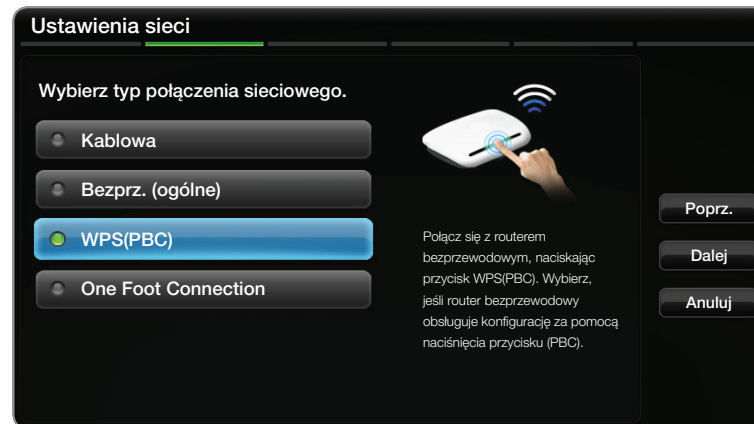 Ustawienia sieci
Wybierz typ połączenia sieciowego.
Kablowa
Bezprz. (ogólne)
WPS(PBC)
One Foot Connection
Połącz się z routerem
bezprzewodowym, naciskając
przycisk WPS(PBC). Wybierz,
jeśli router bezprzewodowy
obsługuje konfigurację za pomocą
naciśnięcia przycisku (PBC).
Poprz.
Dalej
Anuluj